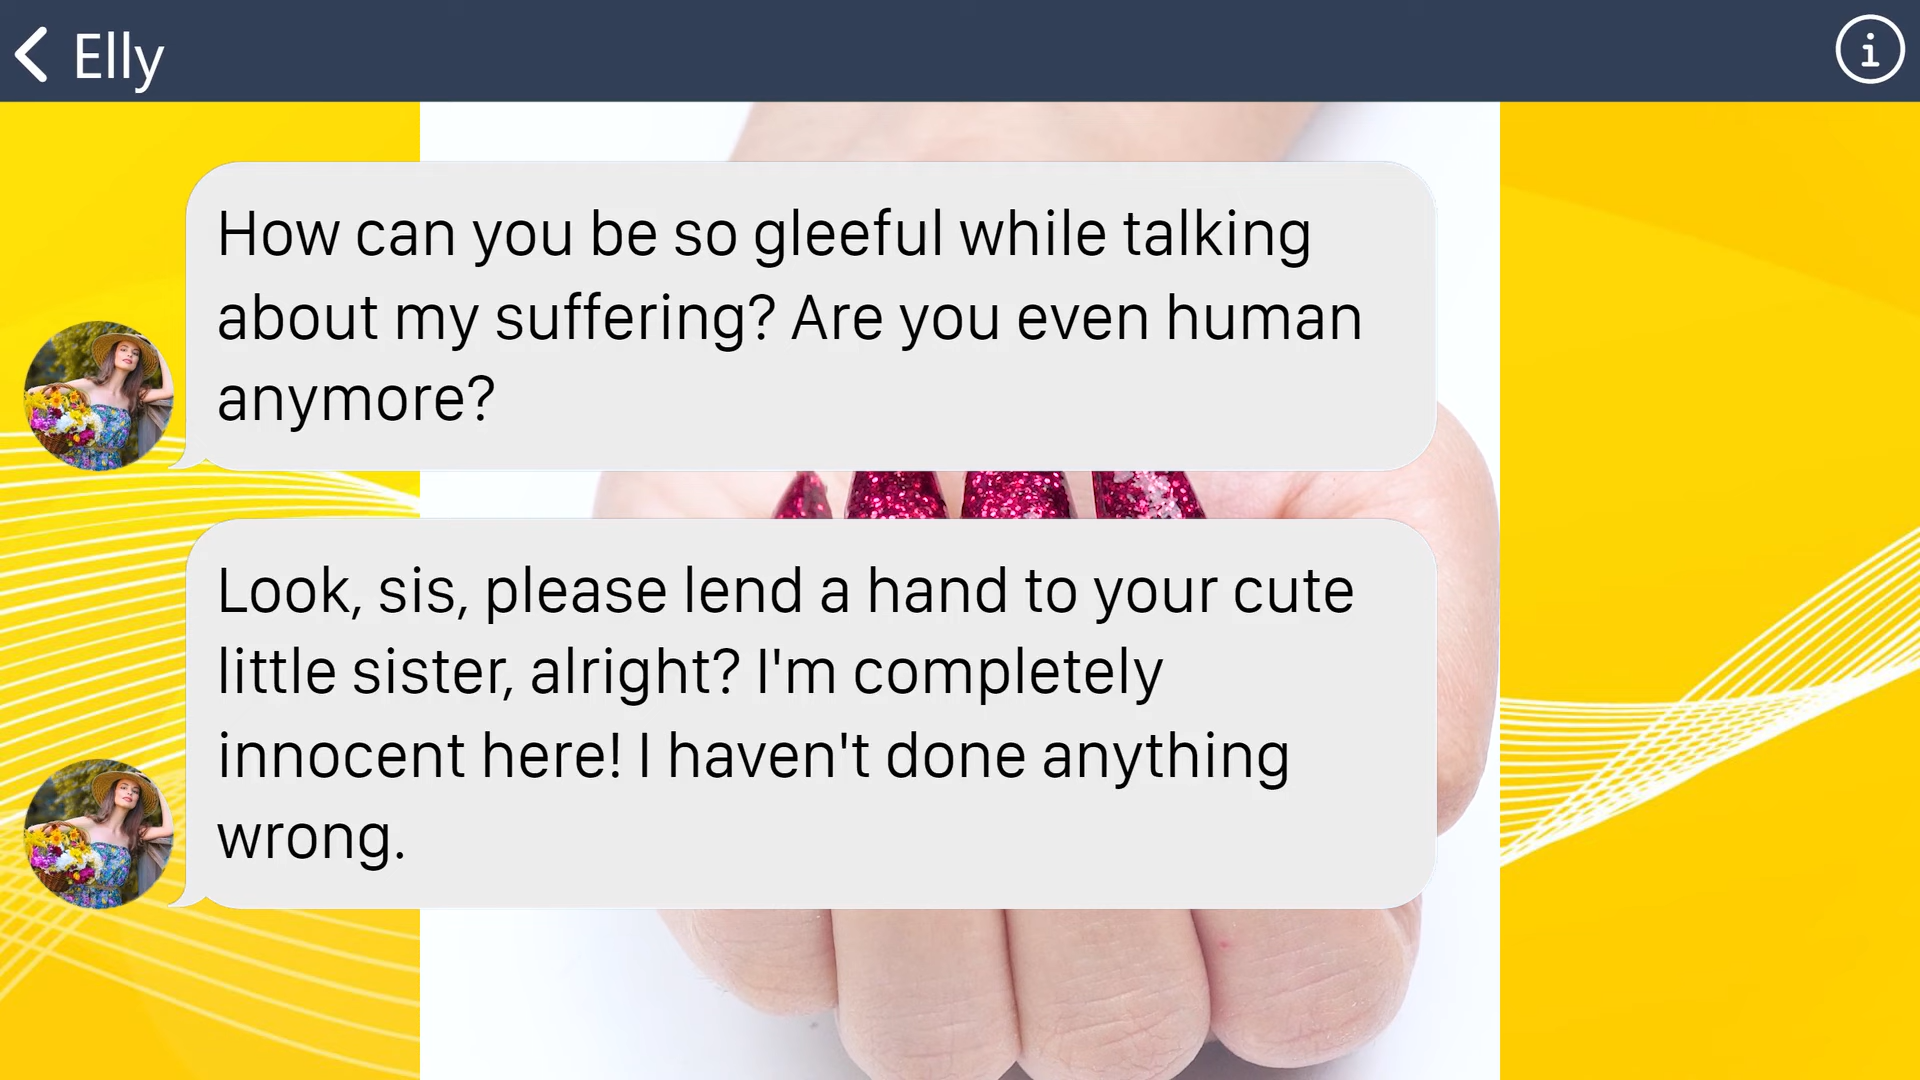 Elly
How can you be so gleeful while talking
about my suffering? Are you even human
anymore?
Look, sis, please lend a hand to your cute
little sister, alright? I'm completely
innocent here! I haven't done anything
wrong.